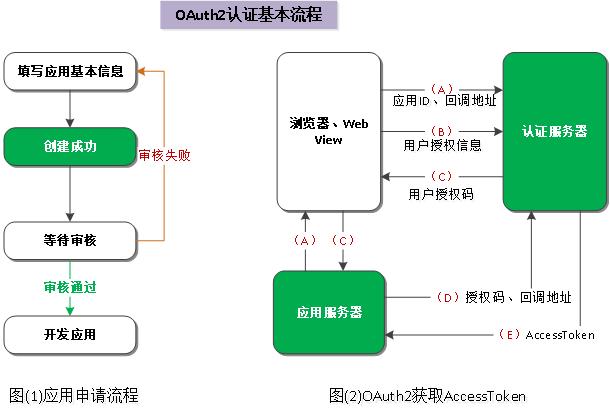 OAuth2认证基本流程
填写应用基本信息
创建成功
审核失败
等待审核
审核通过
开发应用
图(1)应用申请流程
浏览器、Web
View
（A）
应用ID、回调地址
（B）
用户授权信息
（C）
用户授权码
认证服务器
（A）
（C）
应用服务器
（D）授权码、回调地址
（E）AccessToken
图(2)OAuth2获取AccessToken